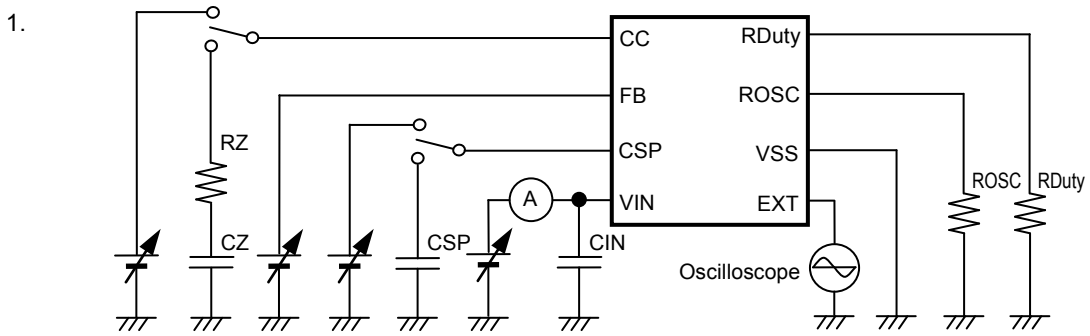 1.
CC RDuty
FB ROSC
RZ CSP VSS ROSC RDuty
A VIN EXT
CZ CSP CIN Oscilloscope